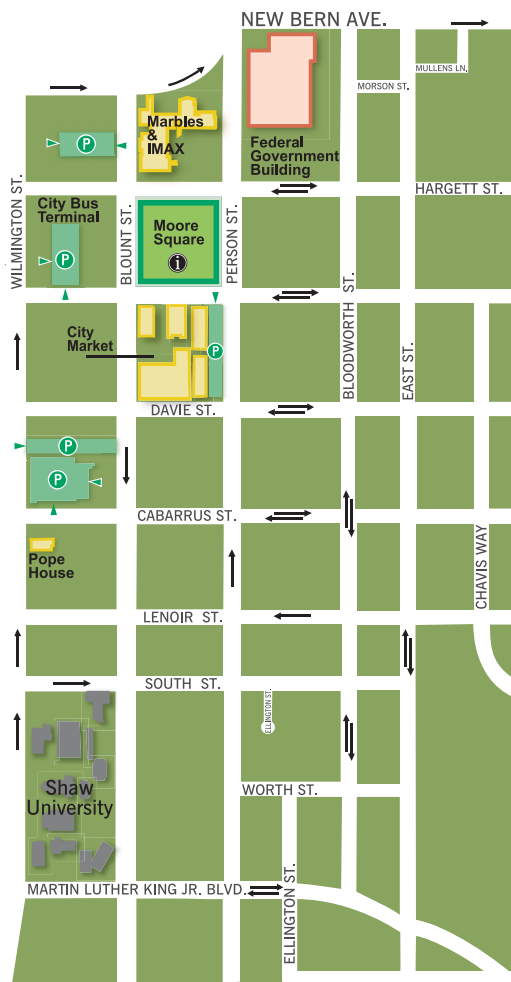 NEW BERN AVE.
MULLENS LN,
MORSON ST.
Marbles
& IMAX
P
Federal
Government
Building
HARGETT ST.
WILMINGTON ST.
City Bus
Terminal
P
BLOUNT ST.
Moore
Square
i
PERSON ST.
BLOODWORTH ST.
EAST ST.
City
Market
P
DAVIE ST.
P
P
CABARRUS ST.
Pope
House
CHAVIS WAY
LENOIR ST.
SOUTH ST.
ELLINGTON ST.
Shaw
University
WORTH ST.
MARTIN LUTHER KING JR. BLVD.
ELLINGTON ST.